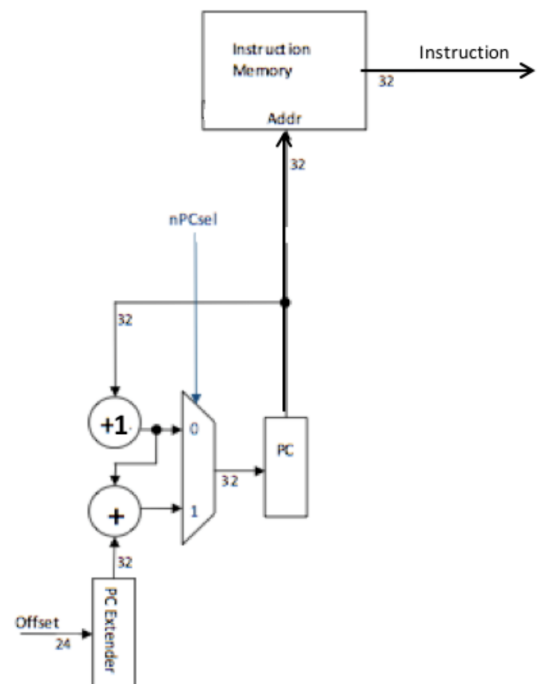 Instruction
Memory
Instruction
32
Addr
32
nPCsel
32
+1
0
PC
32
+
1
32
PC Extender
Offset
24